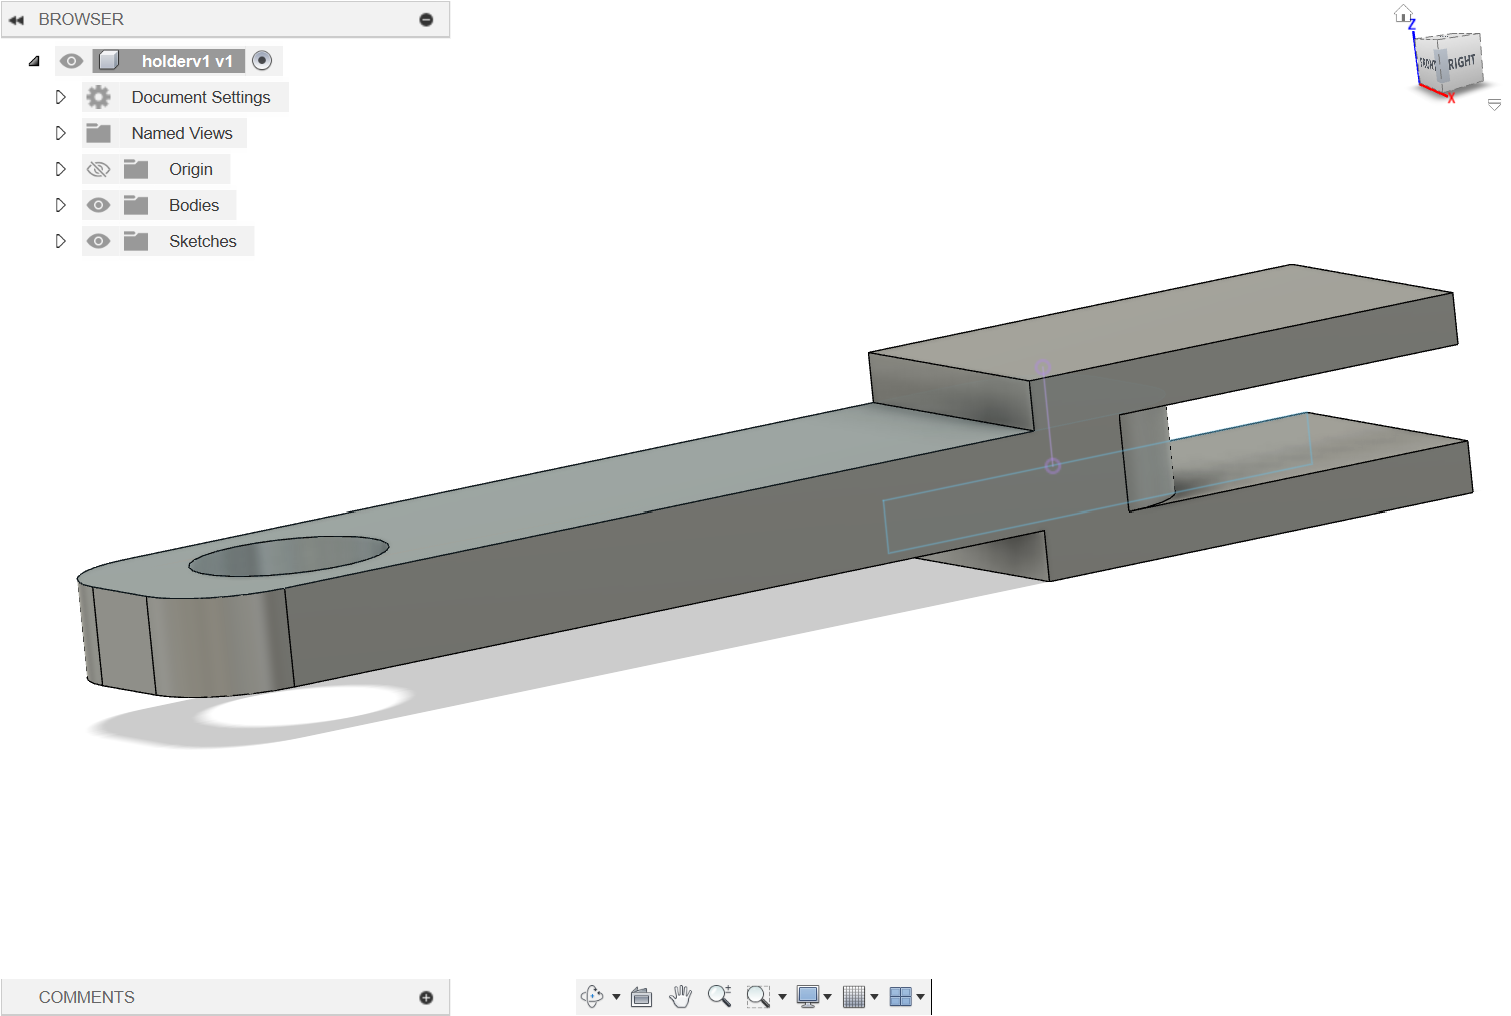 BROWSER
holderv1 v1
Document Settings
Named Views
Origin
Bodies
Sketches
Z
FRONT
RIGHT
X
COMMENTS